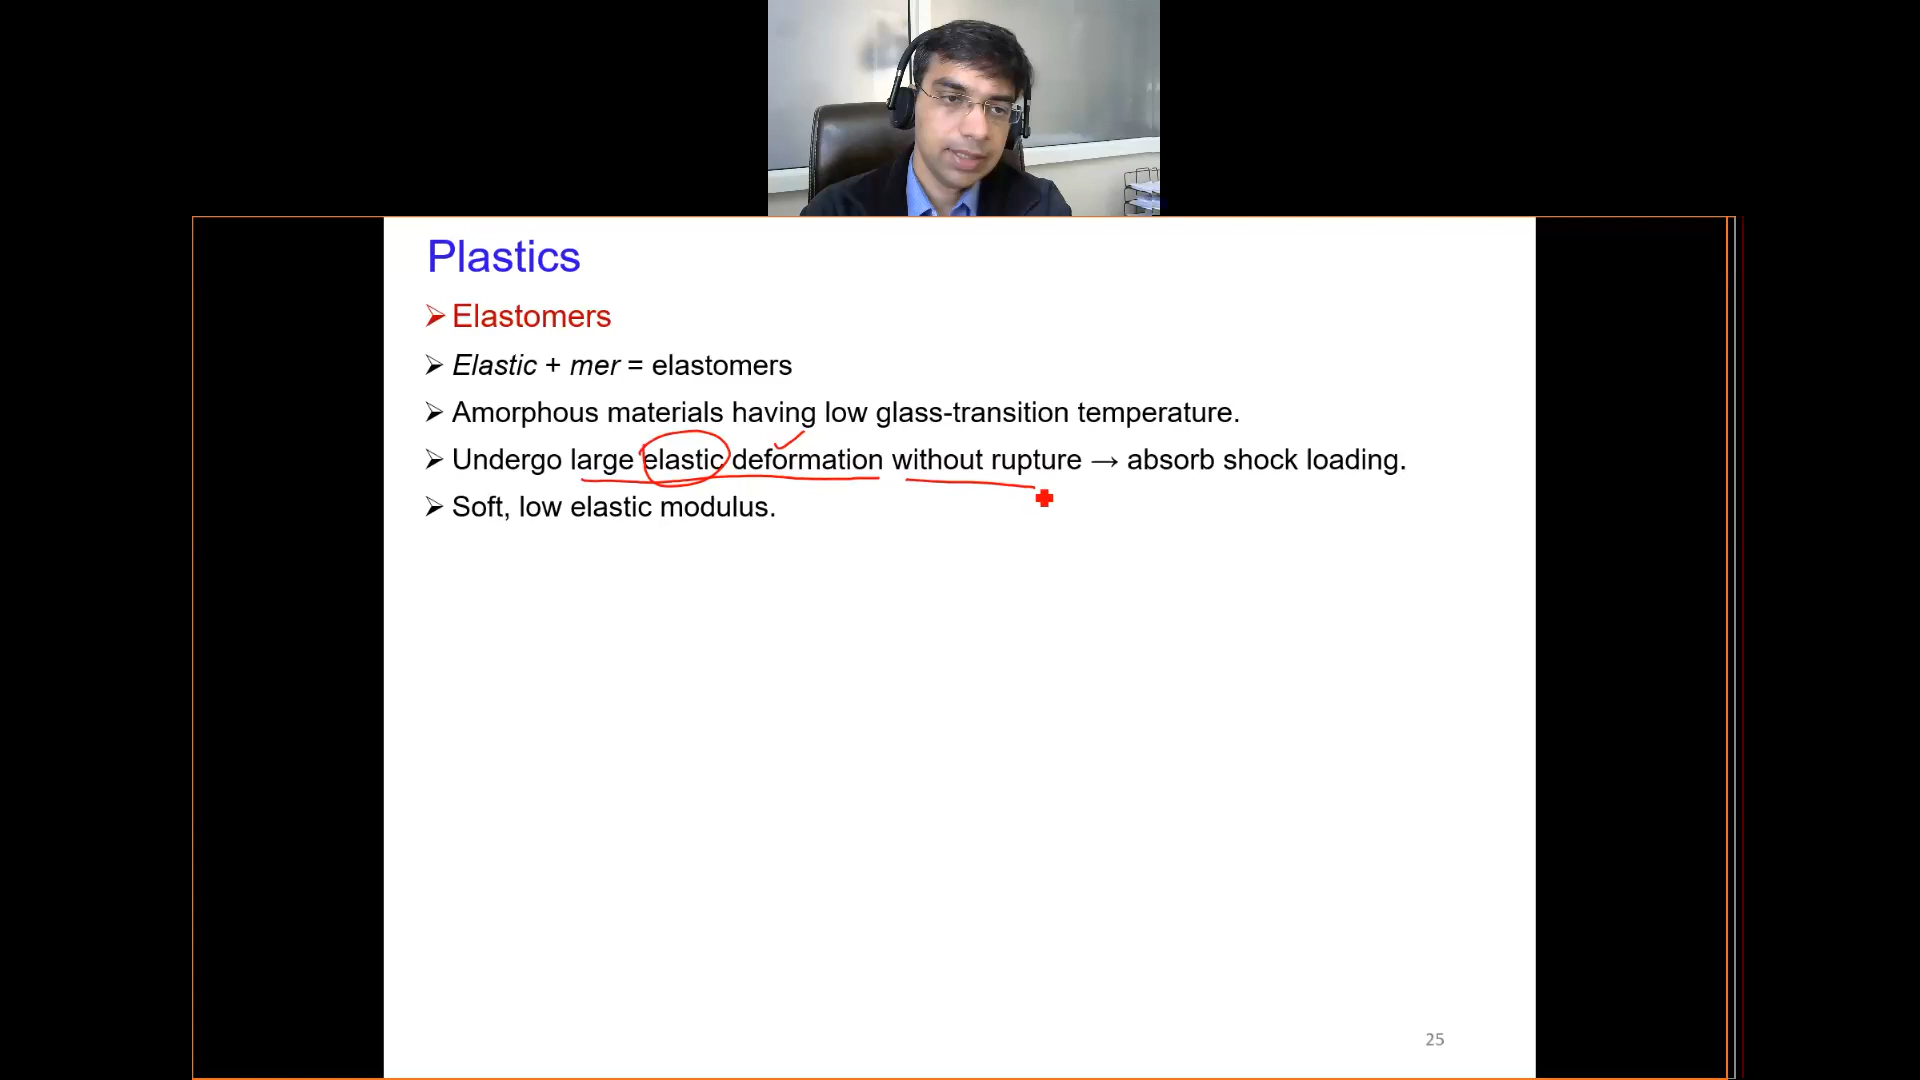 Plastics
➢ Elastomers
➢ Elastic + mer = elastomers
➢ Amorphous materials having low glass-transition temperature.
➢ Undergo large elastic deformation without rupture → absorb shock loading.
➢ Soft, low elastic modulus.
25